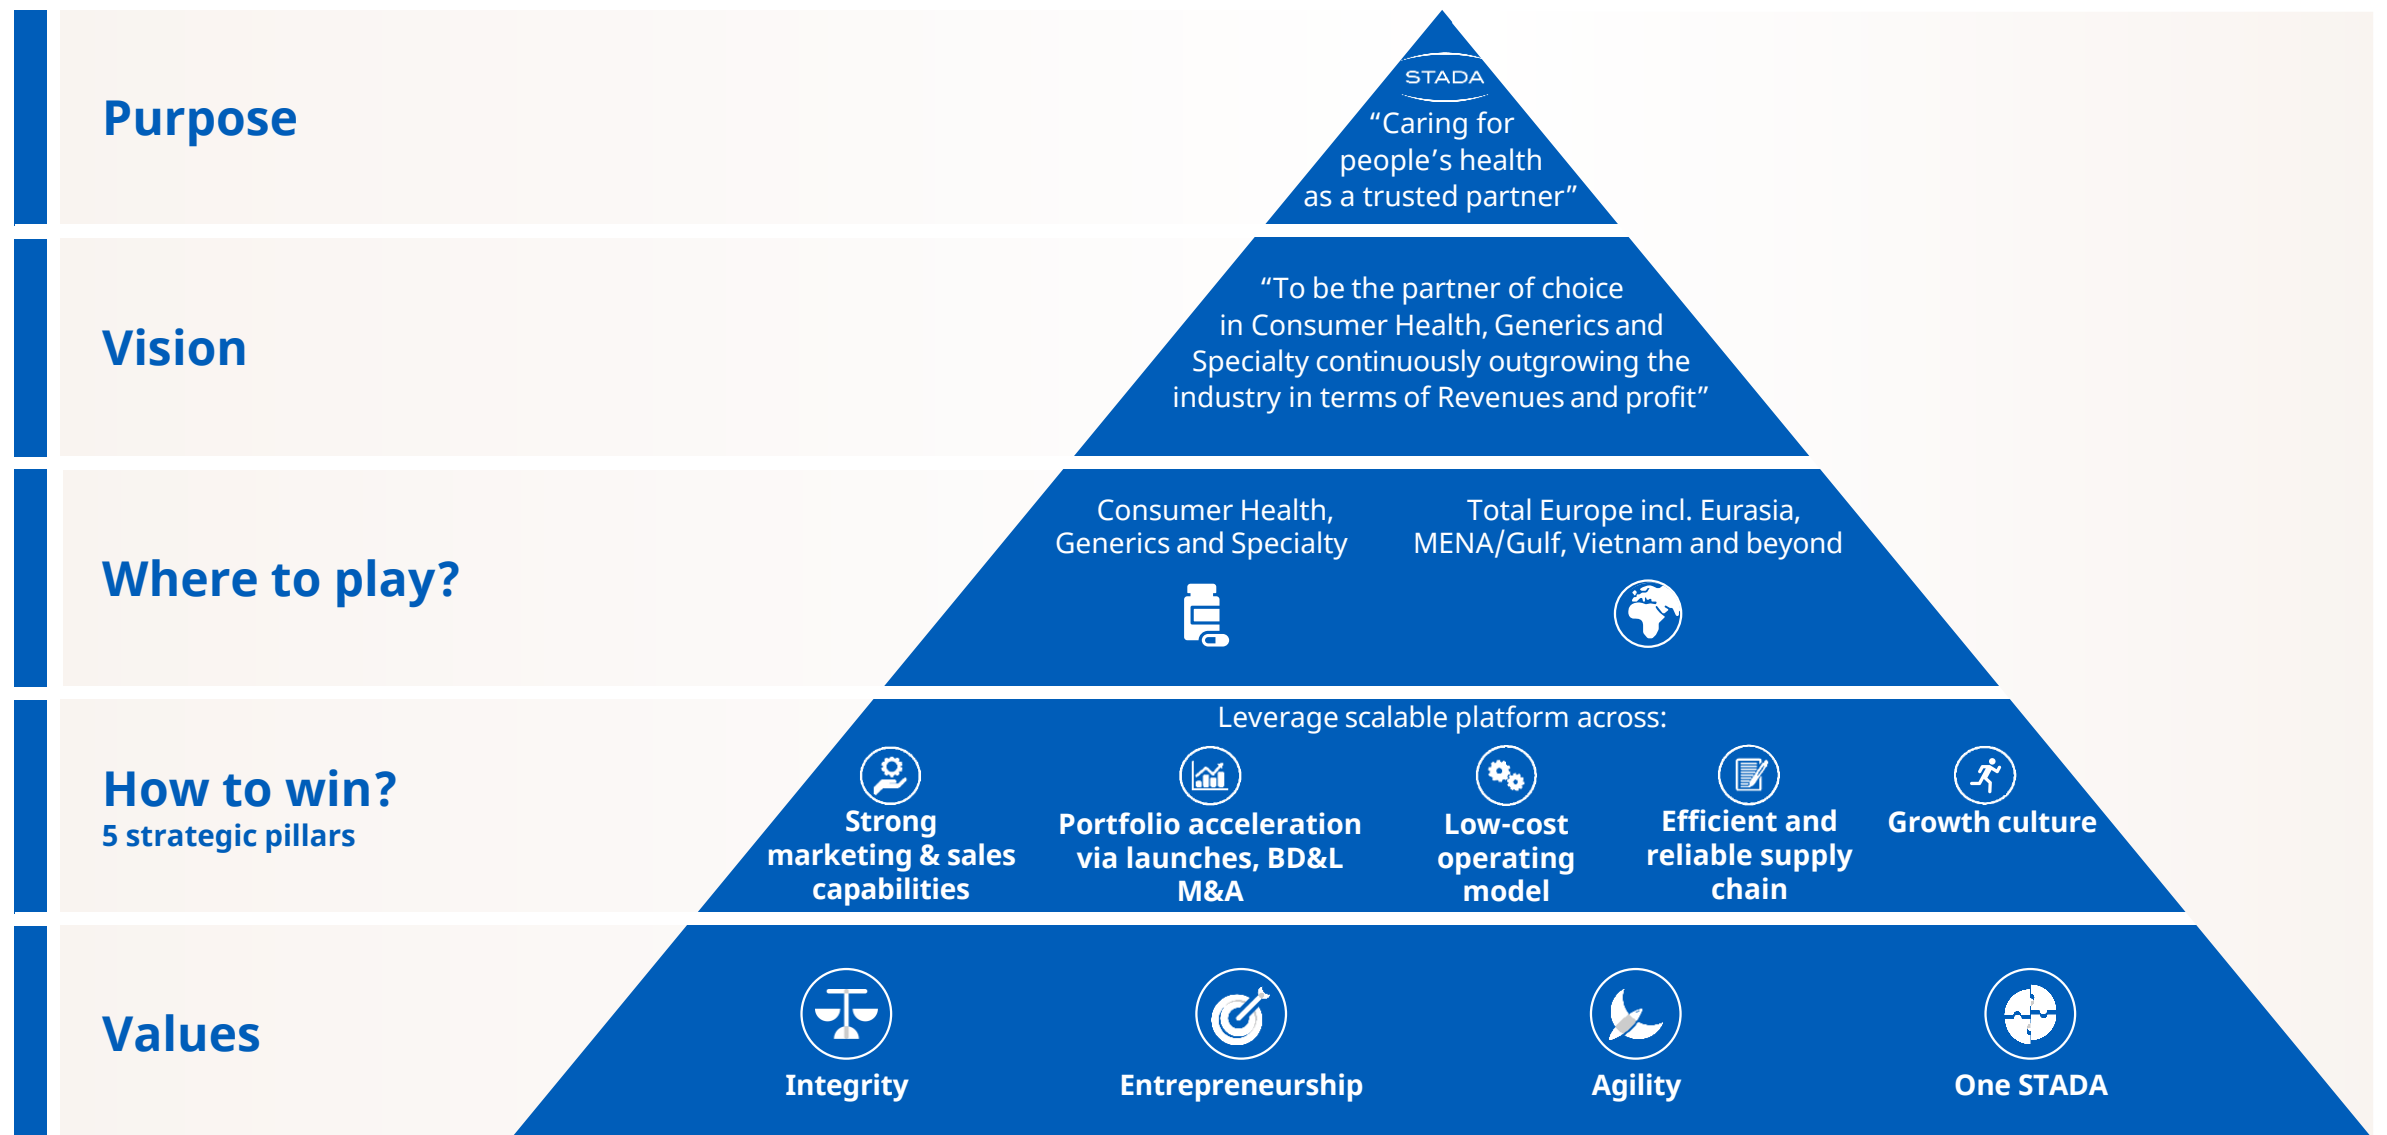 Purpose
STADA
“Caring for
people’s health
as a trusted partner”
Vision
“To be the partner of choice
in Consumer Health, Generics and
Specialty continuously outgrowing the
industry in terms of Revenues and profit”
Where to play?
Consumer Health,
Generics and Specialty
Total Europe incl. Eurasia,
MENA/Gulf, Vietnam and beyond
How to win?
5 strategic pillars
Leverage scalable platform across:
Strong
marketing & sales
capabilities
Portfolio acceleration
via launches, BD&L
M&A
Low-cost
operating
model
Efficient and
reliable supply
chain
Growth culture
Values
Integrity
Entrepreneurship
Agility
One STADA